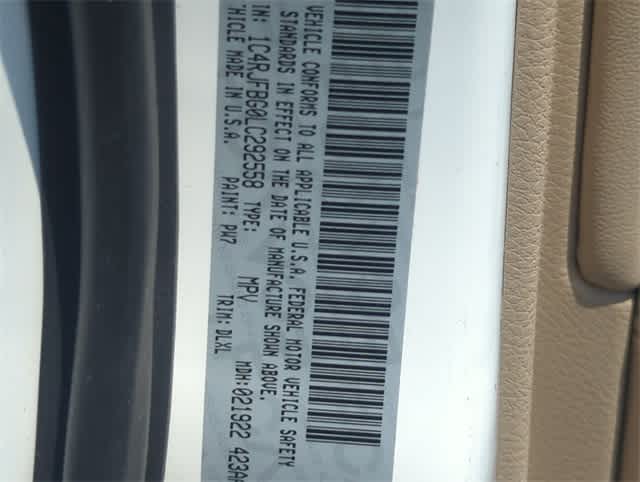 VEHICLE CONFORMS TO ALL APPLICABLE U.S.A. FEDERAL MOTOR VEHICLE SAFETY
STANDARDS IN EFFECT ON THE DATE OF MANUFACTURE SHOWN ABOVE.
IN: 1C4RJFBG0LC292558 TYPE: MPV MDH:021922 423A
HICLE MADE IN U.S.A. PAINT: PW7 TRIM: DLXL